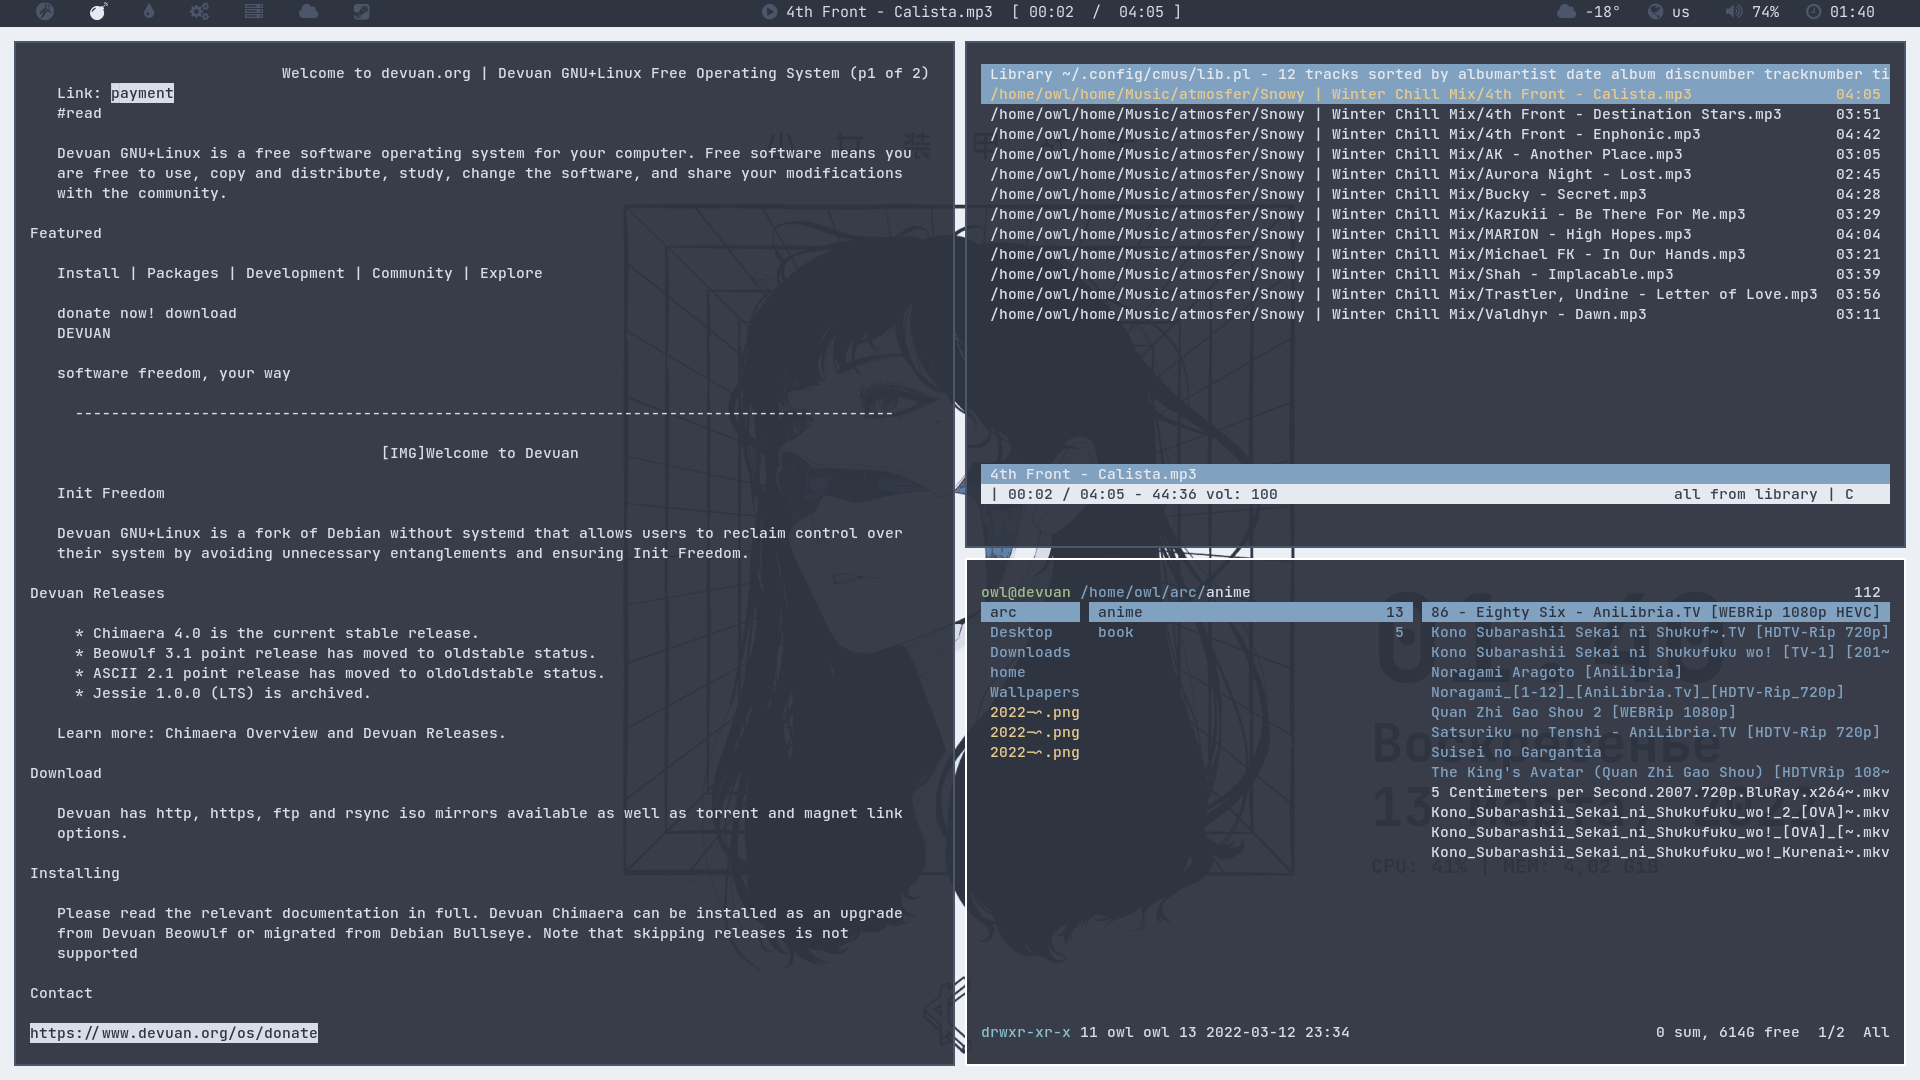 4th Front - Calista.mp3 [ 00:02 / 04:05 ]
-18° us 74% 01:40
Welcome to devuan.org | Devuan GNU+Linux Free Operating System (p1 of 2)
Link: payment
#read
Devuan GNU+Linux is a free software operating system for your computer. Free software means you
are free to use, copy and distribute, study, change the software, and share your modifications
with the community.
Featured
Install | Packages | Development | Community | Explore
donate now! download
DEVUAN
software freedom, your way
-------------------------------------------------------------------------------------------
[IMG]Welcome to Devuan
Init Freedom
Devuan GNU+Linux is a fork of Debian without systemd that allows users to reclaim control over
their system by avoiding unnecessary entanglements and ensuring Init Freedom.
Devuan Releases
* Chimaera 4.0 is the current stable release.
* Beowulf 3.1 point release has moved to oldstable status.
* ASCII 2.1 point release has moved to oldoldstable status.
* Jessie 1.0.0 (LTS) is archived.
Learn more: Chimaera Overview and Devuan Releases.
Download
Devuan has http, https, ftp and rsync iso mirrors available as well as torrent and magnet link
options.
Installing
Please read the relevant documentation in full. Devuan Chimaera can be installed as an upgrade
from Devuan Beowulf or migrated from Debian Bullseye. Note that skipping releases is not
supported
Contact
https://www.devuan.org/os/donate
Library ~/.config/cmus/lib.pl - 12 tracks sorted by albumartist date album discnumber tracknumber ti
/home/owl/home/Music/atmosfer/Snowy | Winter Chill Mix/4th Front - Calista.mp3 04:05
/home/owl/home/Music/atmosfer/Snowy | Winter Chill Mix/4th Front - Destination Stars.mp3 03:51
/home/owl/home/Music/atmosfer/Snowy | Winter Chill Mix/4th Front - Enphonic.mp3 04:42
/home/owl/home/Music/atmosfer/Snowy | Winter Chill Mix/AK - Another Place.mp3 03:05
/home/owl/home/Music/atmosfer/Snowy | Winter Chill Mix/Aurora Night - Lost.mp3 02:45
/home/owl/home/Music/atmosfer/Snowy | Winter Chill Mix/Bucky - Secret.mp3 04:28
/home/owl/home/Music/atmosfer/Snowy | Winter Chill Mix/Kazukii - Be There For Me.mp3 03:29
/home/owl/home/Music/atmosfer/Snowy | Winter Chill Mix/MARION - High Hopes.mp3 04:04
/home/owl/home/Music/atmosfer/Snowy | Winter Chill Mix/Michael FK - In Our Hands.mp3 03:21
/home/owl/home/Music/atmosfer/Snowy | Winter Chill Mix/Shah - Implacable.mp3 03:39
/home/owl/home/Music/atmosfer/Snowy | Winter Chill Mix/Trastler, Undine - Letter of Love.mp3 03:56
/home/owl/home/Music/atmosfer/Snowy | Winter Chill Mix/Valdhyr - Dawn.mp3 03:11
4th Front - Calista.mp3
| 00:02 / 04:05 - 44:36 vol: 100 all from library | C
owl@devuan /home/owl/arc/anime 112
arc anime 13 86 - Eighty Six - AniLibria.TV [WEBRip 1080p HEVC]
Desktop book 5 Kono Subarashii Sekai ni Shukuf~.TV [HDTV-Rip 720p]
Downloads Kono Subarashii Sekai ni Shukufuku wo! [TV-1] [201~
home Noragami Aragoto [AniLibria]
Wallpapers Noragami_[1-12]_[AniLibria.Tv]_[HDTV-Rip_720p]
2022-~.png Quan Zhi Gao Shou 2 [WEBRip 1080p]
2022-~.png Satsuriku no Tenshi - AniLibria.TV [HDTV-Rip 720p]
2022-~.png Suisei no Gargantia
The King's Avatar (Quan Zhi Gao Shou) [HDTVRip 108~
5 Centimeters per Second.2007.720p.BluRay.x264~.mkv
Kono_Subarashii_Sekai_ni_Shukufuku_wo!_2_[OVA]~.mkv
Kono_Subarashii_Sekai_ni_Shukufuku_wo!_[OVA]_[~.mkv
Kono_Subarashii_Sekai_ni_Shukufuku_wo!_Kurenai~.mkv
01:40
Воскресенье
CPU: 41% | MEM: 4,02 GiB
drwxr-xr-x 11 owl owl 13 2022-03-12 23:34 0 sum, 614G free 1/2 All